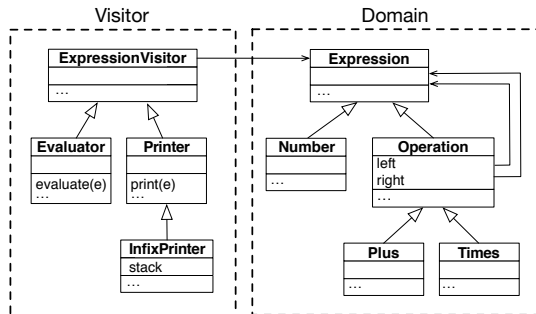 Visitor
Domain
ExpressionVisitor
...
Expression
...
Evaluator
evaluate(e)
...
Printer
print(e)
...
Number
...
Operation
left
right
...
InfixPrinter
stack
...
Plus
...
Times
...